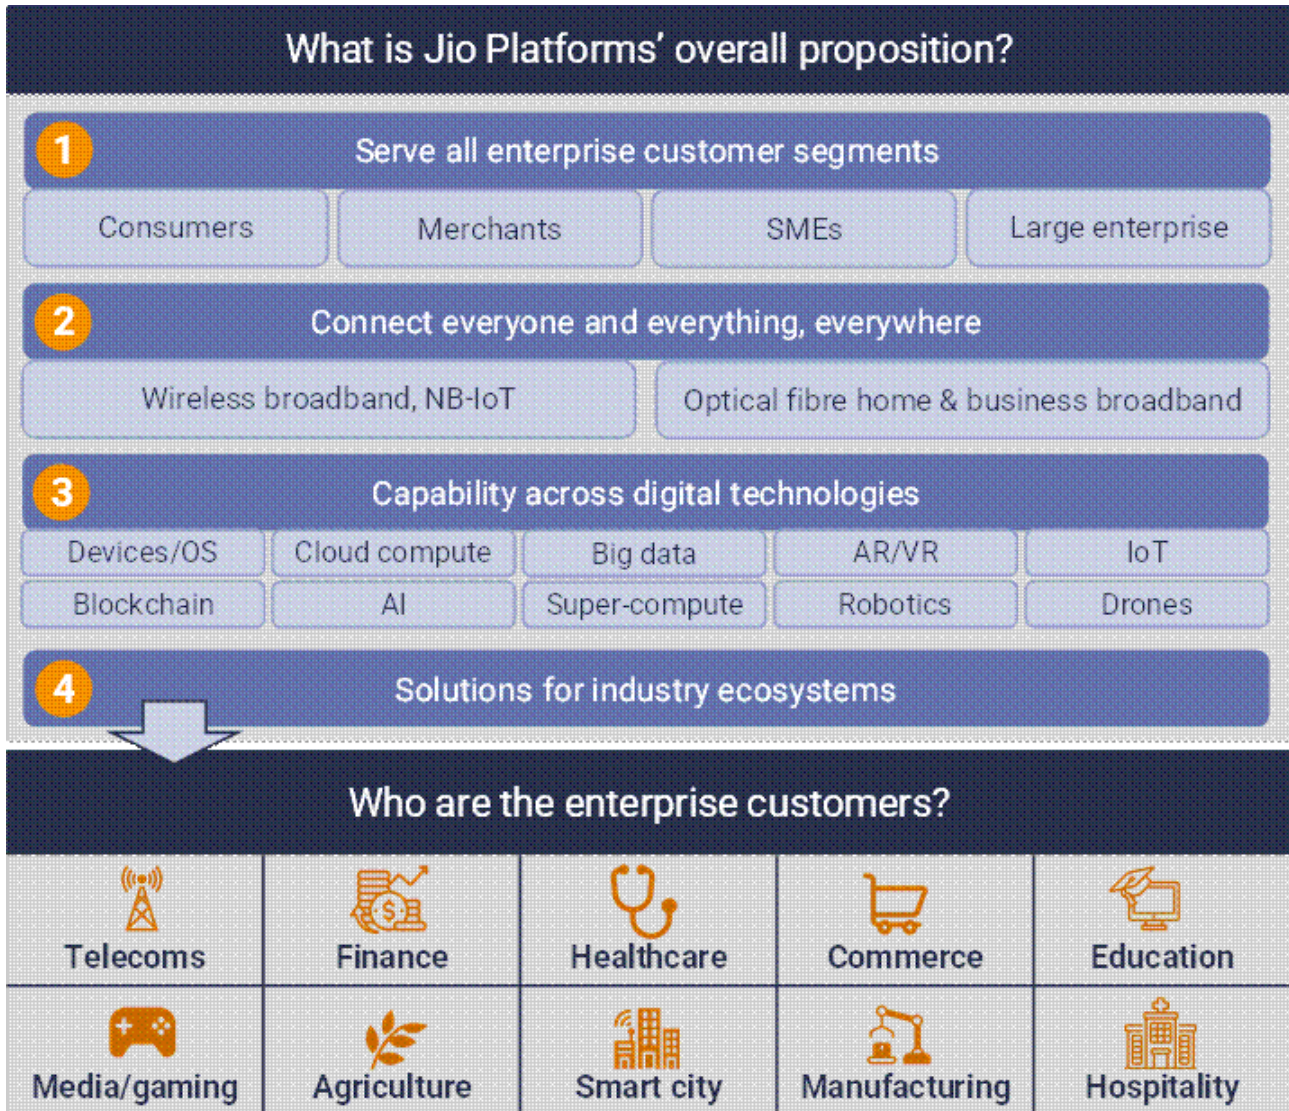 What is Jio Platforms' overall proposition?
1 Serve all enterprise customer segments
Consumers Merchants SMEs Large enterprise
2 Connect everyone and everything, everywhere
Wireless broadband, NB-IoT Optical fibre home & business broadband
3 Capability across digital technologies
Devices/OS Cloud compute Big data AR/VR IoT
Blockchain AI Super-compute Robotics Drones
4 Solutions for industry ecosystems
Who are the enterprise customers?
Telecoms Finance Healthcare Commerce Education
Media/gaming Agriculture Smart city Manufacturing Hospitality